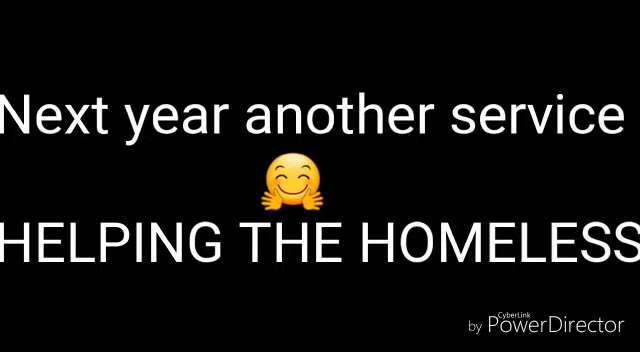 Next year another service
🤗
HELPING THE HOMELESS
CyberLink
by PowerDirector